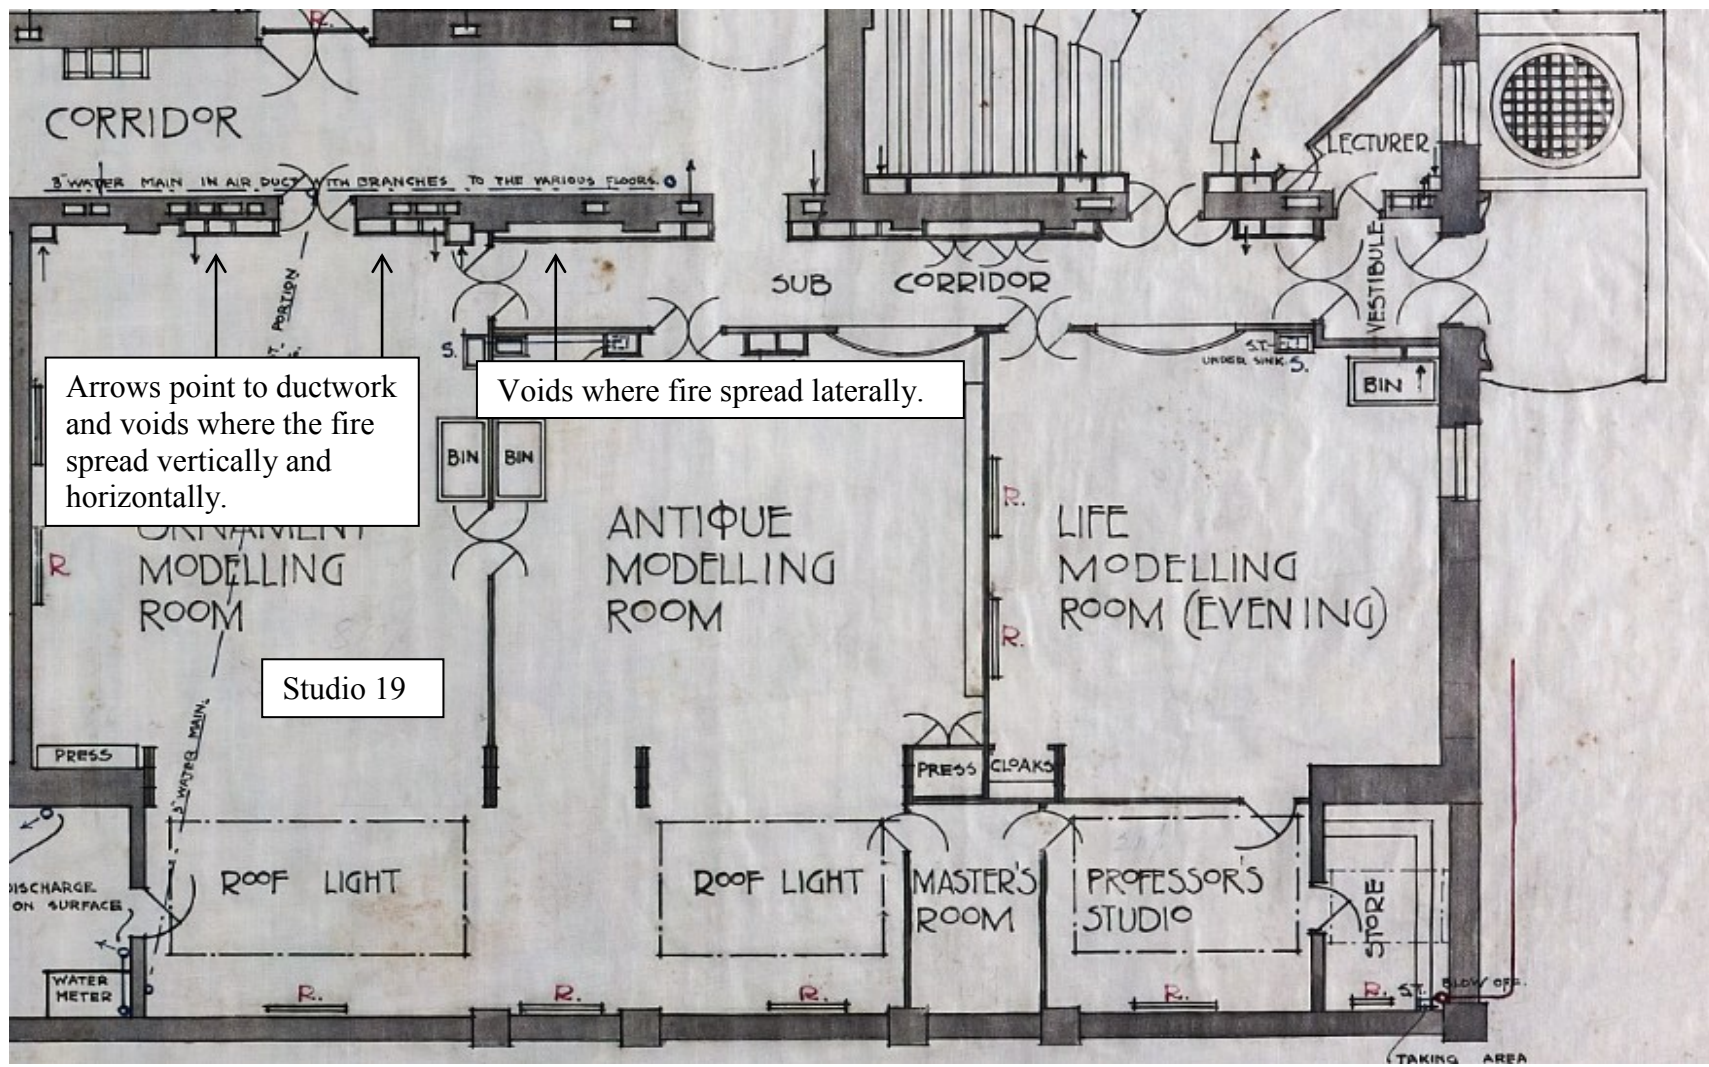 R.
CORRIDOR
LECTURER
3" WATER MAIN IN AIR DUCT WITH BRANCHES TO THE VARIOUS FLOORS.
VESTIBULE
PORTION
SUB CORRIDOR
S.
S.T.
UNDER SINK. S.
Arrows point to ductwork
and voids where the fire
spread vertically and
horizontally.
Voids where fire spread laterally.
BIN
BIN
BIN
R.
ORNAMENT
MODELLING
ROOM
R
ANTIQUE
MODELLING
ROOM
LIFE
MODELLING
ROOM (EVENING)
R.
Studio 19
3" WATER MAIN.
PRESS
PRESS
CLOAKS
ROOF LIGHT
ROOF LIGHT
MASTER'S
ROOM
PROFESSOR'S
STUDIO
STORE
DISCHARGE
ON SURFACE
WATER
METER
R.
R.
R.
R.
R.
S.T.
BLOW OFF.
TAKING AREA